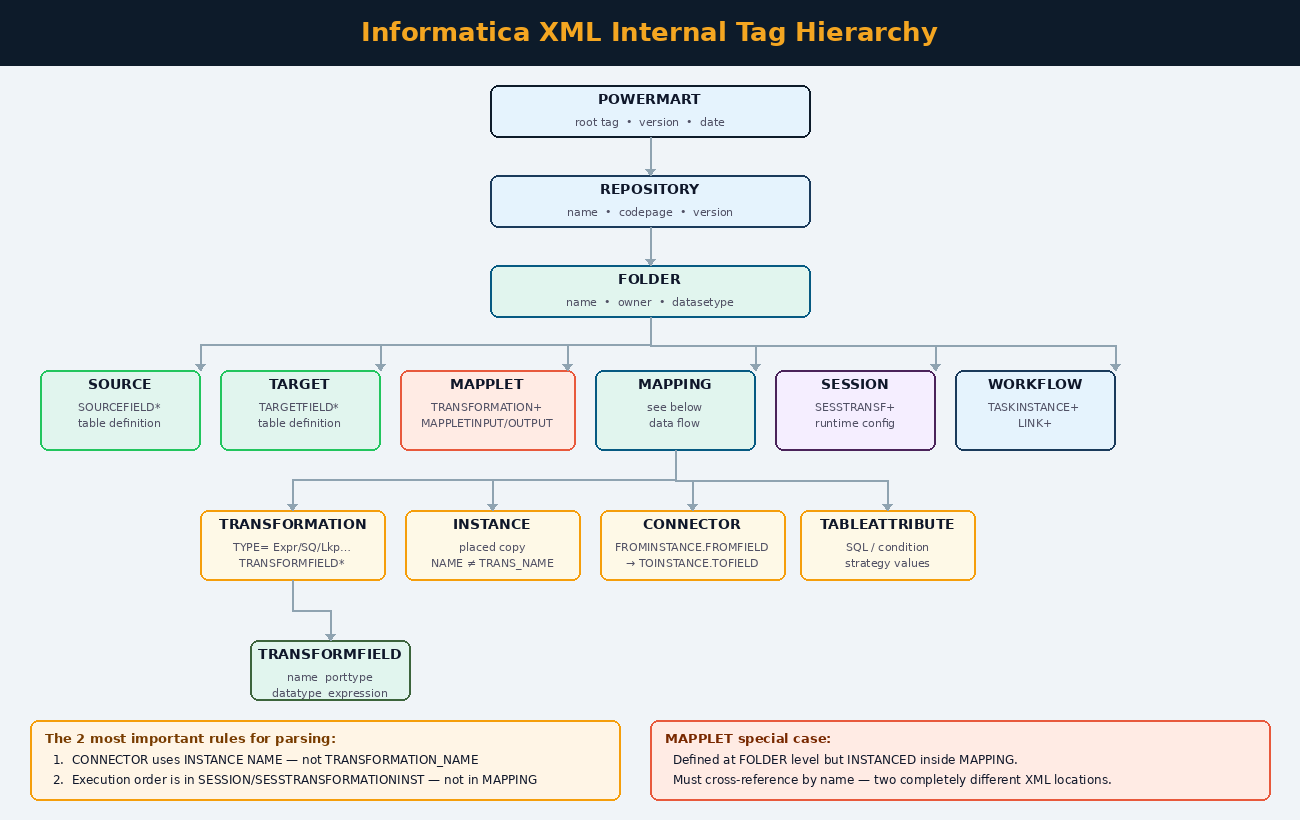 Informatica XML Internal Tag Hierarchy
POWERMART
root tag • version • date
REPOSITORY
name • codepage • version
FOLDER
name • owner • datasetype
SOURCE
SOURCEFIELD*
table definition
TARGET
TARGETFIELD*
table definition
MAPPLET
TRANSFORMATION+
MAPPLETINPUT/OUTPUT
MAPPING
see below
data flow
SESSION
SESSTRANSF+
runtime config
WORKFLOW
TASKINSTANCE+
LINK+
TRANSFORMATION
TYPE= Expr/SQ/Lkp...
TRANSFORMFIELD*
INSTANCE
placed copy
NAME ≠ TRANS_NAME
CONNECTOR
FROMINSTANCE.FROMFIELD
→ TOINSTANCE.TOFIELD
TABLEATTRIBUTE
SQL / condition
strategy values
TRANSFORMFIELD
name porttype
datatype expression
The 2 most important rules for parsing:
1. CONNECTOR uses INSTANCE NAME — not TRANSFORMATION_NAME
2. Execution order is in SESSION/SESSTRANSFORMATIONINST — not in MAPPING
MAPPLET special case:
Defined at FOLDER level but INSTANCED inside MAPPING.
Must cross-reference by name — two completely different XML locations.